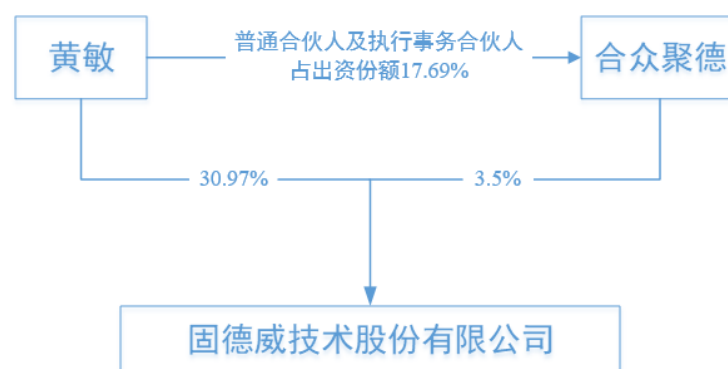 黄敏
普通合伙人及执行事务合伙人
占出资份额17.69%
合众聚德
30.97%
3.5%
固德威技术股份有限公司